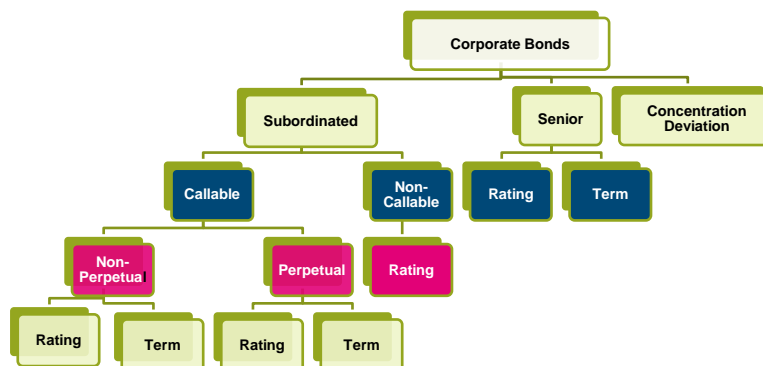 Corporate Bonds
Subordinated
Senior
Concentration
Deviation
Callable
Non-
Callable
Rating
Term
Non-
Perpetual
Perpetual
Rating
Rating
Term
Rating
Term